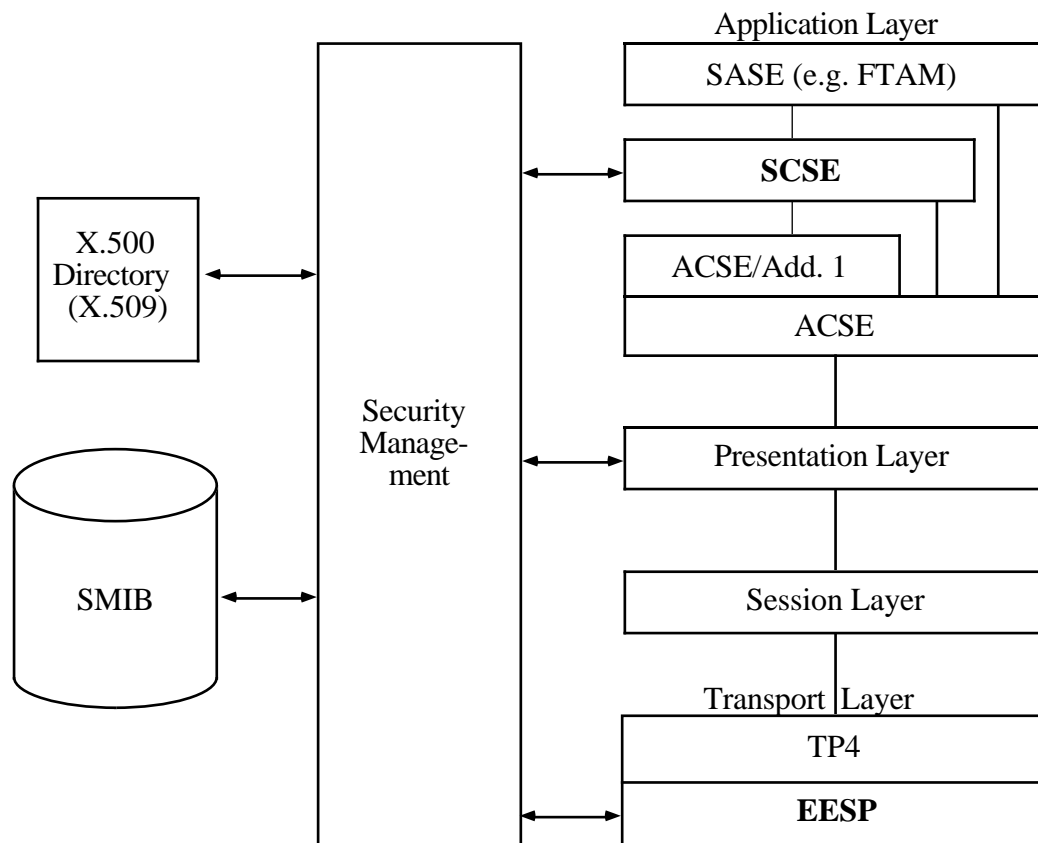 Application Layer
SASE (e.g. FTAM)
SCSE
X.500
Directory
(X.509)
ACSE/Add. 1
ACSE
Security
Manage-
ment
Presentation Layer
SMIB
Session Layer
Transport Layer
TP4
EESP